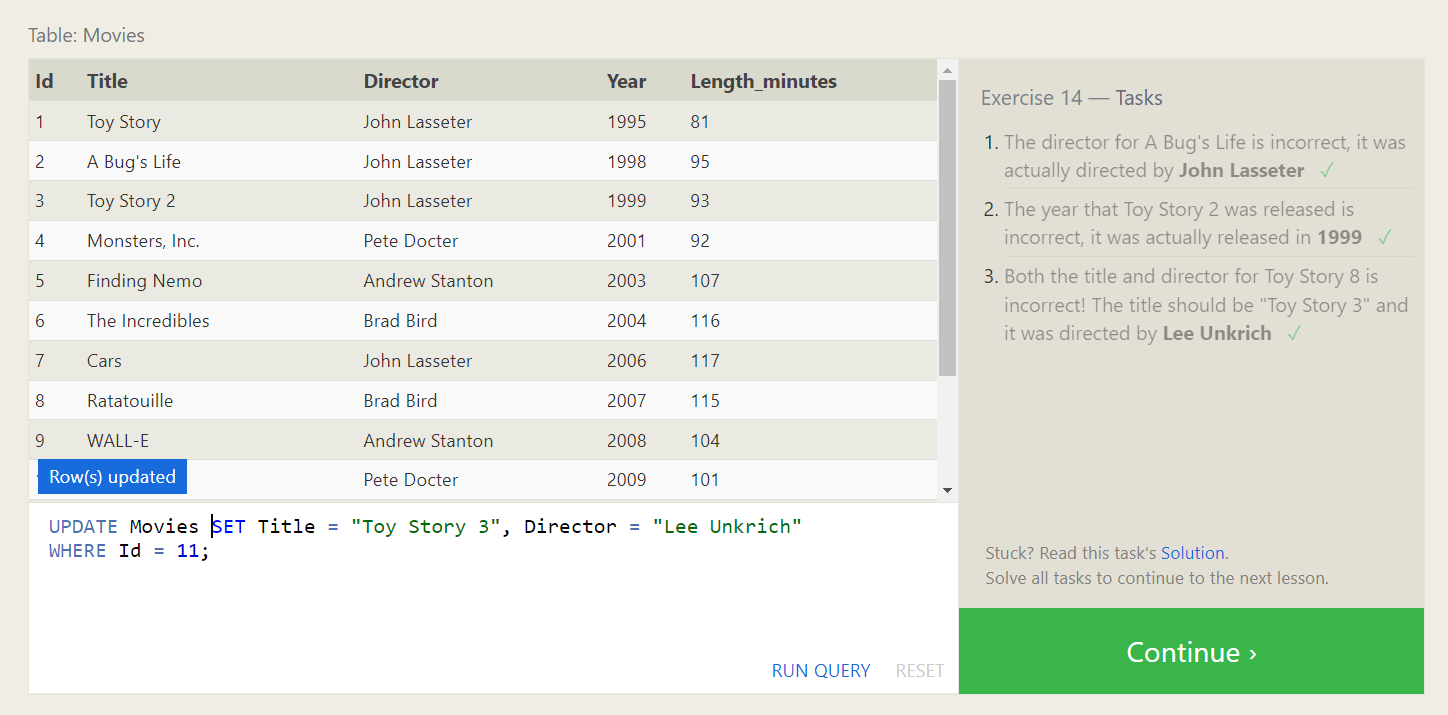 Table: Movies
Id Title Director Year Length_minutes
1 Toy Story John Lasseter 1995 81
2 A Bug's Life John Lasseter 1998 95
3 Toy Story 2 John Lasseter 1999 93
4 Monsters, Inc. Pete Docter 2001 92
5 Finding Nemo Andrew Stanton 2003 107
6 The Incredibles Brad Bird 2004 116
7 Cars John Lasseter 2006 117
8 Ratatouille Brad Bird 2007 115
9 WALL-E Andrew Stanton 2008 104
Pete Docter 2009 101
Row(s) updated
UPDATE Movies SET Title = "Toy Story 3", Director = "Lee Unkrich"
WHERE Id = 11;
RUN QUERY RESET
Exercise 14 — Tasks
1. The director for A Bug's Life is incorrect, it was
actually directed by John Lasseter ✓
2. The year that Toy Story 2 was released is
incorrect, it was actually released in 1999 ✓
3. Both the title and director for Toy Story 8 is
incorrect! The title should be "Toy Story 3" and
it was directed by Lee Unkrich ✓
Stuck? Read this task's Solution.
Solve all tasks to continue to the next lesson.
Continue ›